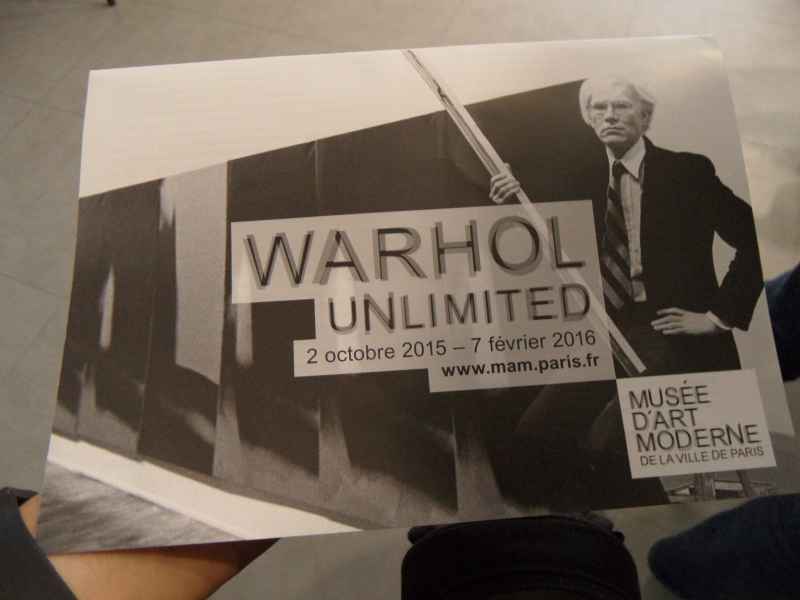 WARHOL
UNLIMITED
2 octobre 2015 – 7 février 2016
www.mam.paris.fr
MUSÉE
D'ART
MODERNE
DE LA VILLE DE PARIS